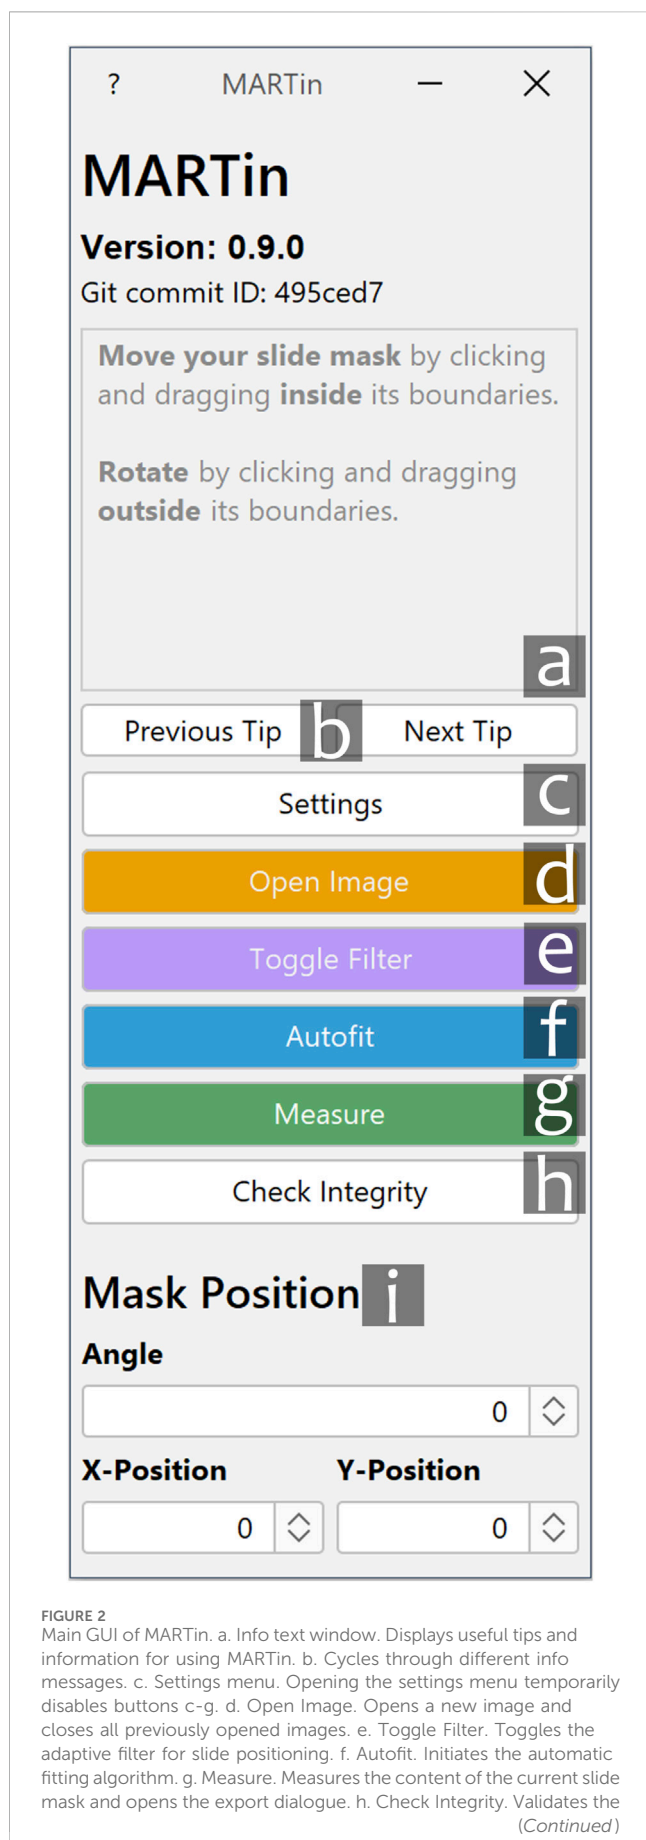 ? MARTin
MARTin
Version: 0.9.0
Git commit ID: 495ced7
Move your slide mask by clicking
and dragging inside its boundaries.
Rotate by clicking and dragging
outside its boundaries.
a
Previous Tip b Next Tip
Settings c
Open Image d
Toggle Filter e
Autofit f
Measure g
Check Integrity h
Mask Position i
Angle
0
X-Position Y-Position
0 0
FIGURE 2
Main GUI of MARTin. a. Info text window. Displays useful tips and
information for using MARTin. b. Cycles through different info
messages. c. Settings menu. Opening the settings menu temporarily
disables buttons c-g. d. Open Image. Opens a new image and
closes all previously opened images. e. Toggle Filter. Toggles the
adaptive filter for slide positioning. f. Autofit. Initiates the automatic
fitting algorithm. g. Measure. Measures the content of the current slide
mask and opens the export dialogue. h. Check Integrity. Validates the
(Continued)